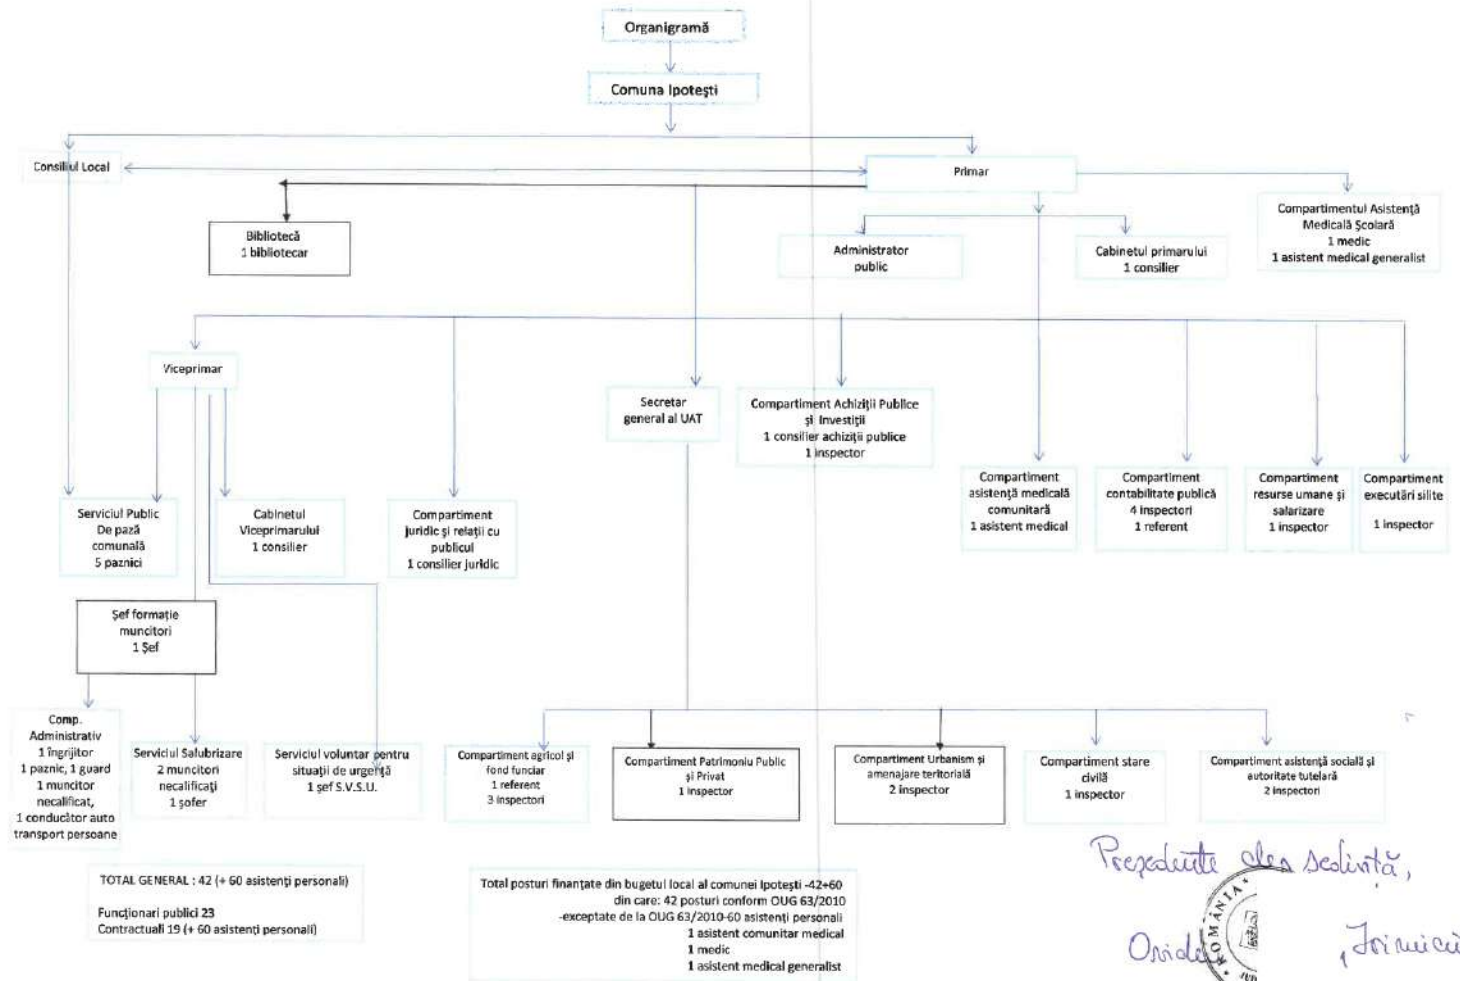 Organigramă
Comuna Ipotești
Consiliul Local
Primar
Bibliotecă
1 bibliotecar
Administrator
public
Cabinetul primarului
1 consilier
Compartimentul Asistență
Medicală Școlară
1 medic
1 asistent medical generalist
Viceprimar
Secretar
general al UAT
Compartiment Achiziții Publice
și Investiții
1 consilier achiziții publice
1 inspector
Serviciul Public
De pază
comunală
5 paznici
Cabinetul
Viceprimarului
1 consilier
Compartiment
juridic și relații cu
publicul
1 consilier juridic
Compartiment
asistență medicală
comunitară
1 asistent medical
Compartiment
contabilitate publică
4 inspectori
1 referent
Compartiment
resurse umane și
salarizare
1 inspector
Compartiment
executări silite
1 inspector
Șef formație
muncitori
1 Șef
Comp.
Administrativ
1 îngrijitor
1 paznic, 1 guard
1 muncitor
necalificat,
1 conducător auto
transport persoane
Serviciul Salubrizare
2 muncitori
necalificați
1 șofer
Serviciul voluntar pentru
situații de urgență
1 șef S.V.S.U.
Compartiment agricol și
fond funciar
1 referent
3 inspectori
Compartiment Patrimoniu Public
și Privat
1 inspector
Compartiment Urbanism și
amenajare teritorială
2 inspector
Compartiment stare
civilă
1 inspector
Compartiment asistență socială și
autoritate tutelară
2 inspectori
TOTAL GENERAL : 42 (+ 60 asistenți personali)
Funcționari publici 23
Contractuali 19 (+ 60 asistenți personali)
Total posturi finanțate din bugetul local al comunei Ipotești -42+60
din care: 42 posturi conform OUG 63/2010
-exceptate de la OUG 63/2010-60 asistenți personali
1 asistent comunitar medical
1 medic
1 asistent medical generalist
ședință,
ROMÂNIA